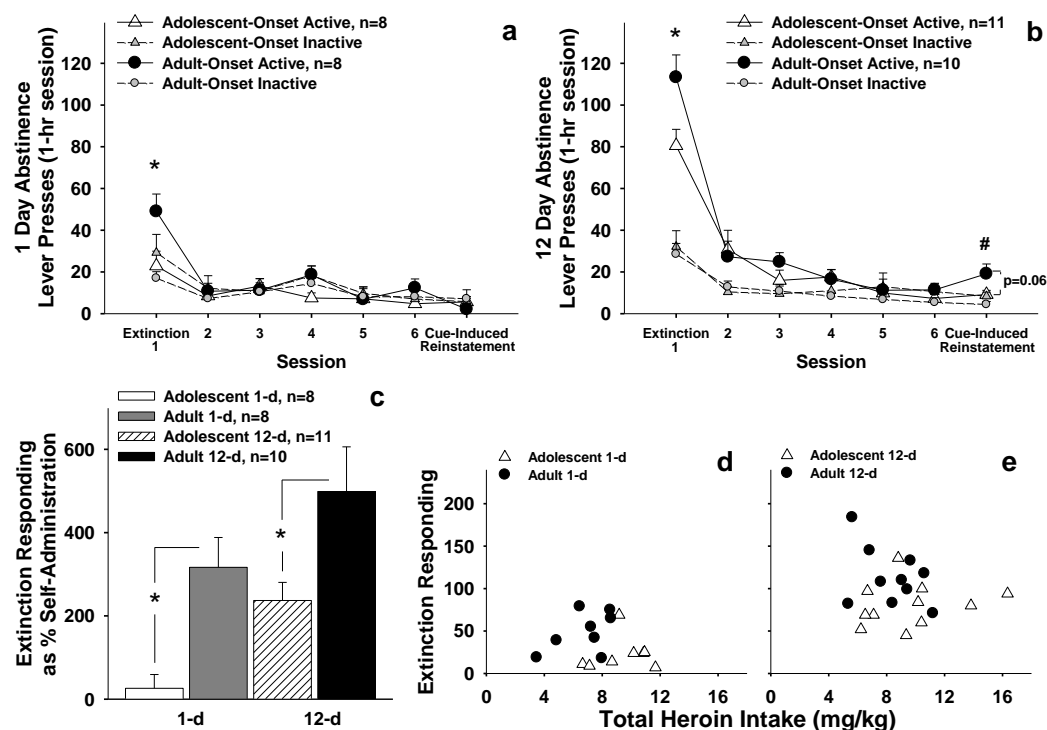 a
Adolescent-Onset Active, n=8
Adolescent-Onset Inactive
Adult-Onset Active, n=8
Adult-Onset Inactive
1 Day Abstinence
Lever Presses (1-hr session)
120
100
80
60
40
20
0
*
Extinction
1
2
3
4
5
6
Cue-Induced
Reinstatement
Session
b
Adolescent-Onset Active, n=11
Adolescent-Onset Inactive
Adult-Onset Active, n=10
Adult-Onset Inactive
12 Day Abstinence
Lever Presses (1-hr session)
120
100
80
60
40
20
0
*
#
p=0.06
Extinction
1
2
3
4
5
6
Cue-Induced
Reinstatement
Session
c
Adolescent 1-d, n=8
Adult 1-d, n=8
Adolescent 12-d, n=11
Adult 12-d, n=10
Extinction Responding
as % Self-Administration
600
400
200
0
*
*
1-d
12-d
d
Adolescent 1-d
Adult 1-d
Extinction Responding
200
150
100
50
0
0
4
8
12
16
e
Adolescent 12-d
Adult 12-d
0
4
8
12
16
Total Heroin Intake (mg/kg)